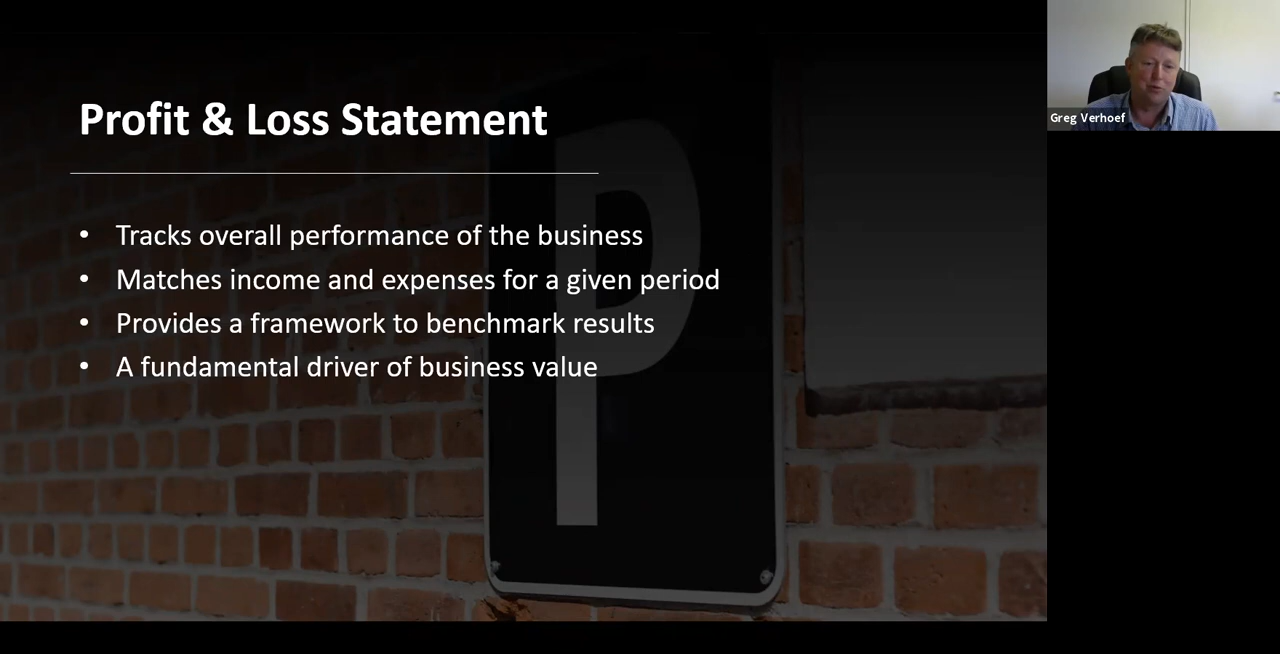 Profit & Loss Statement
• Tracks overall performance of the business
• Matches income and expenses for a given period
• Provides a framework to benchmark results
• A fundamental driver of business value
P
Greg Verhoef